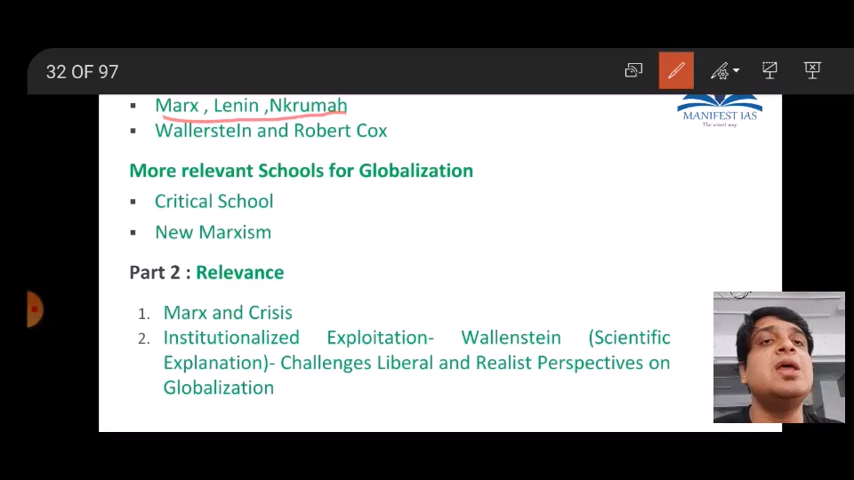 32 OF 97
Marx , Lenin ,Nkrumah
MANIFEST IAS
WallersteIn and Robert Cox
More relevant Schools for Globalization
Critical School
New Marxism
Part 2 : Relevance
1. Marx and Crisis
2. Institutionalized Exploitation- Wallenstein (Scientific
Explanation)- Challenges Liberal and Realist Perspectives on
Globalization